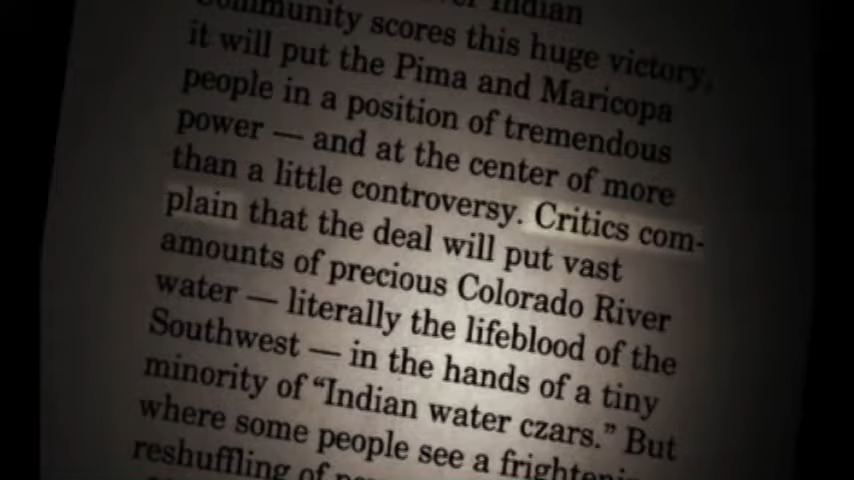 Indian
Community scores this huge victory,
it will put the Pima and Maricopa
people in a position of tremendous
power — and at the center of more
than a little controversy. Critics com-
plain that the deal will put vast
amounts of precious Colorado River
water — literally the lifeblood of the
Southwest — in the hands of a tiny
minority of “Indian water czars.” But
where some people see a
reshuffling of